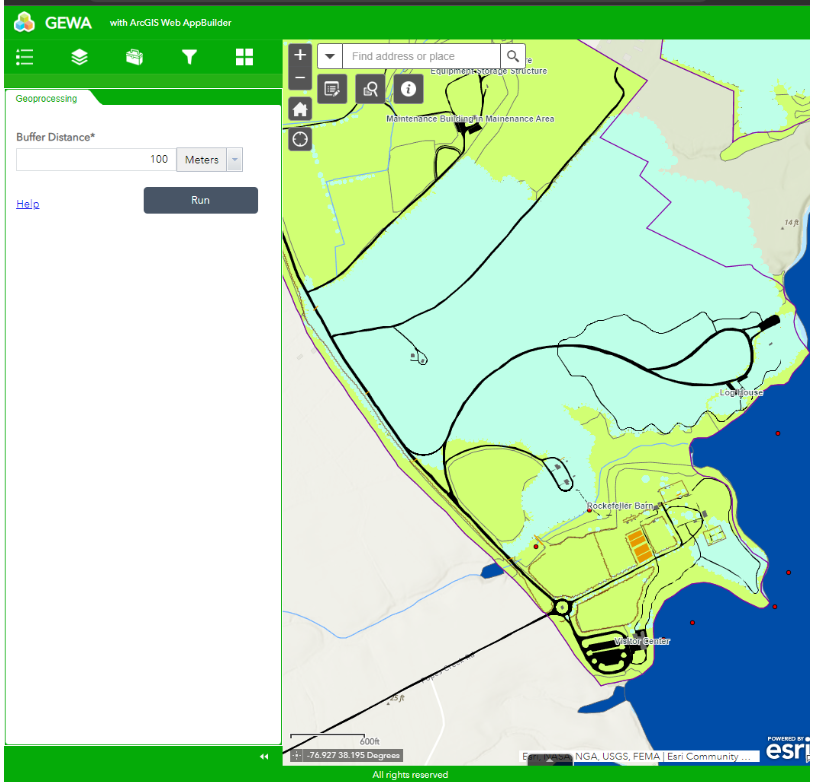 GEWA with ArcGIS Web AppBuilder
Find address or place
Geoprocessing
Buffer Distance*
100 Meters
Help
Run
Equipment Storage Structure
Maintenance Building in Mainenance Area
14 ft
Log House
Rockefeller Barn
Visitor Center
25 ft
600ft
-76.927 38.195 Degrees
Esri, NASA, NGA, USGS, FEMA | Esri Community ...
POWERED BY
esri
All rights reserved